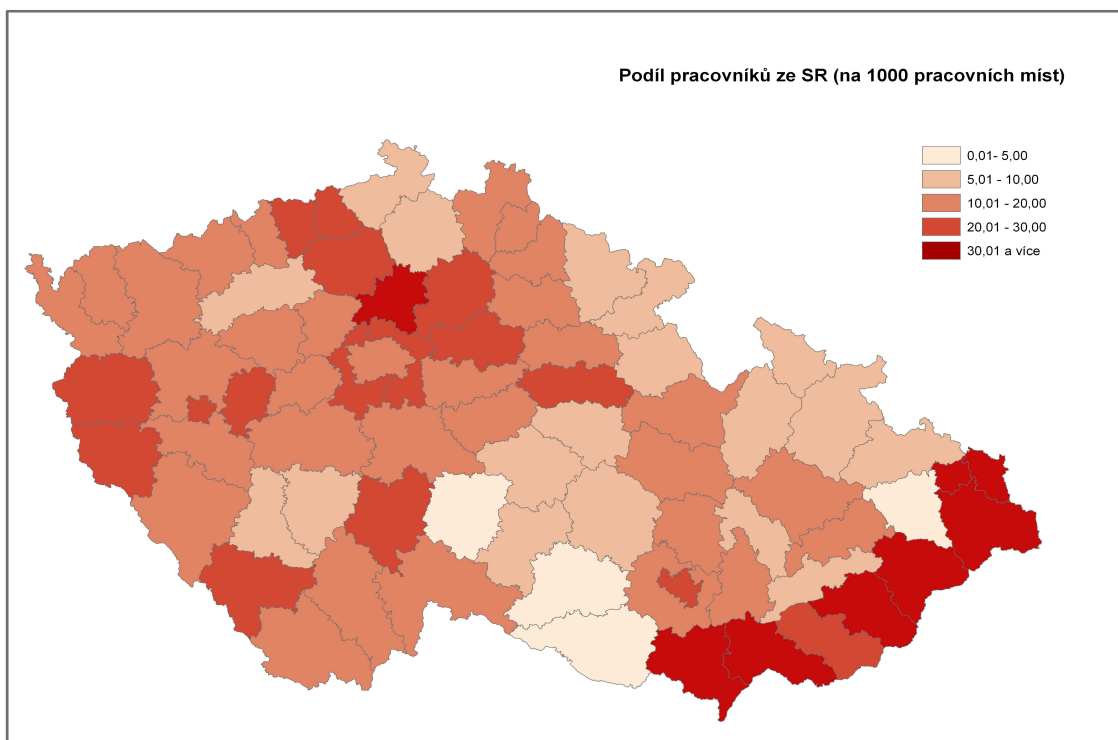 Podíl pracovníků ze SR (na 1000 pracovních míst)
0,01- 5,00
5,01 - 10,00
10,01 - 20,00
20,01 - 30,00
30,01 a více